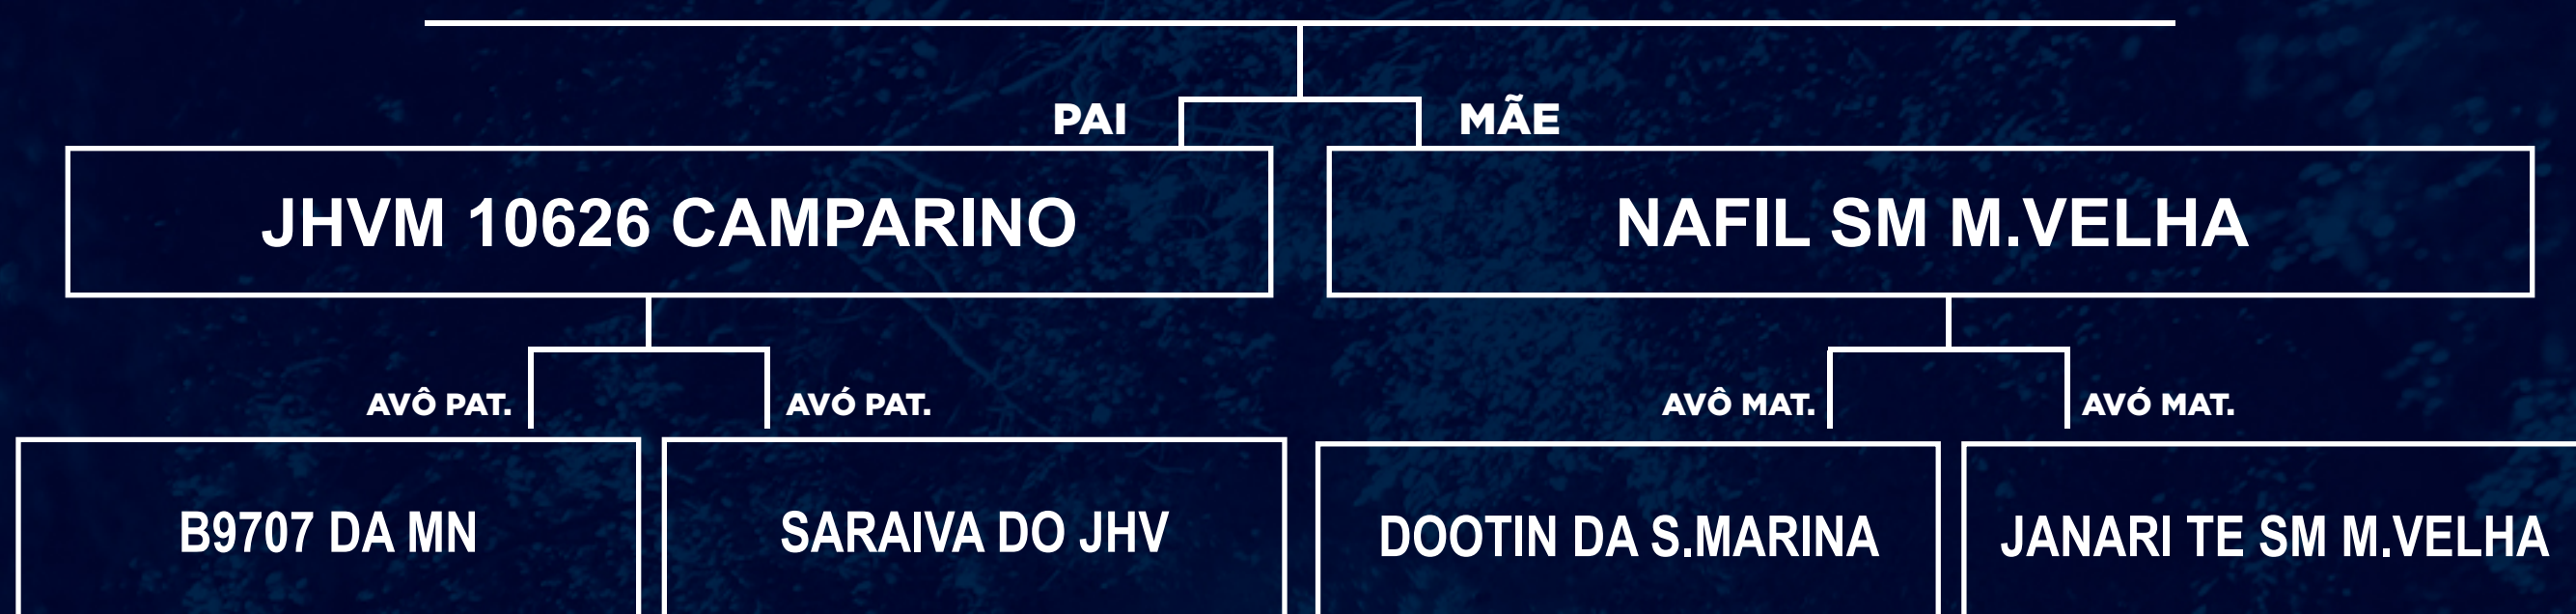 PAI
MÃE
JHVM 10626 CAMPARINO
NAFIL SM M.VELHA
AVÔ PAT.
AVÓ PAT.
AVÔ MAT.
AVÓ MAT.
B9707 DA MN
SARAIVA DO JHV
DOOTIN DA S.MARINA
JANARI TE SM M.VELHA